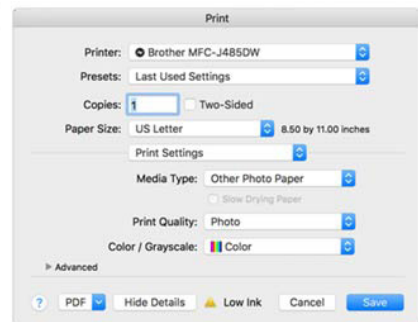 Print
Printer: Brother MFC-J485DW
Presets: Last Used Settings
Copies: 1 Two-Sided
Paper Size: US Letter 8.50 by 11.00 inches
Print Settings
Media Type: Other Photo Paper
Slow Drying Paper
Print Quality: Photo
Color / Grayscale: Color
Advanced
? PDF Hide Details Low Ink Cancel Save